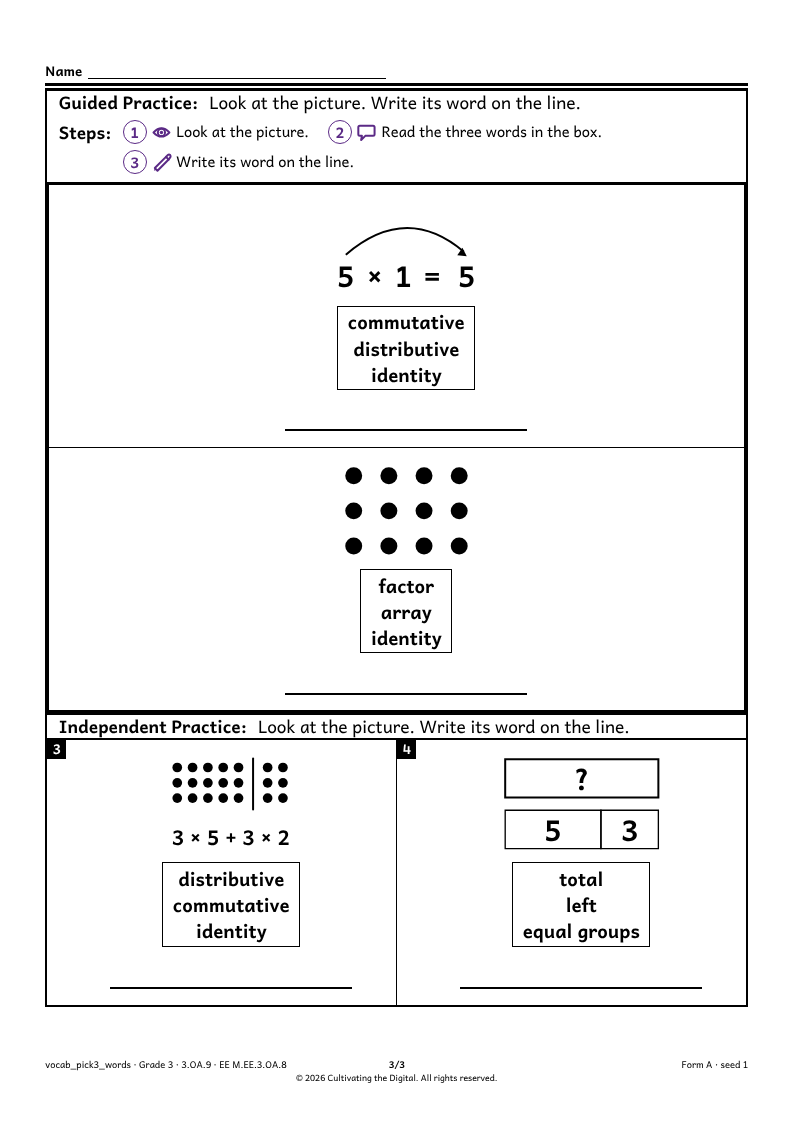 Name
Guided Practice: Look at the picture. Write its word on the line.
Steps: 1 Look at the picture. 2 Read the three words in the box.
3 Write its word on the line.
5 × 1 = 5
commutative
distributive
identity
factor
array
identity
Independent Practice: Look at the picture. Write its word on the line.
3
3 × 5 + 3 × 2
distributive
commutative
identity
4
?
5 3
total
left
equal groups
vocab_pick3_words · Grade 3 · 3.OA.9 · EE M.EE.3.OA.8 3/3 Form A · seed 1
© 2026 Cultivating the Digital. All rights reserved.